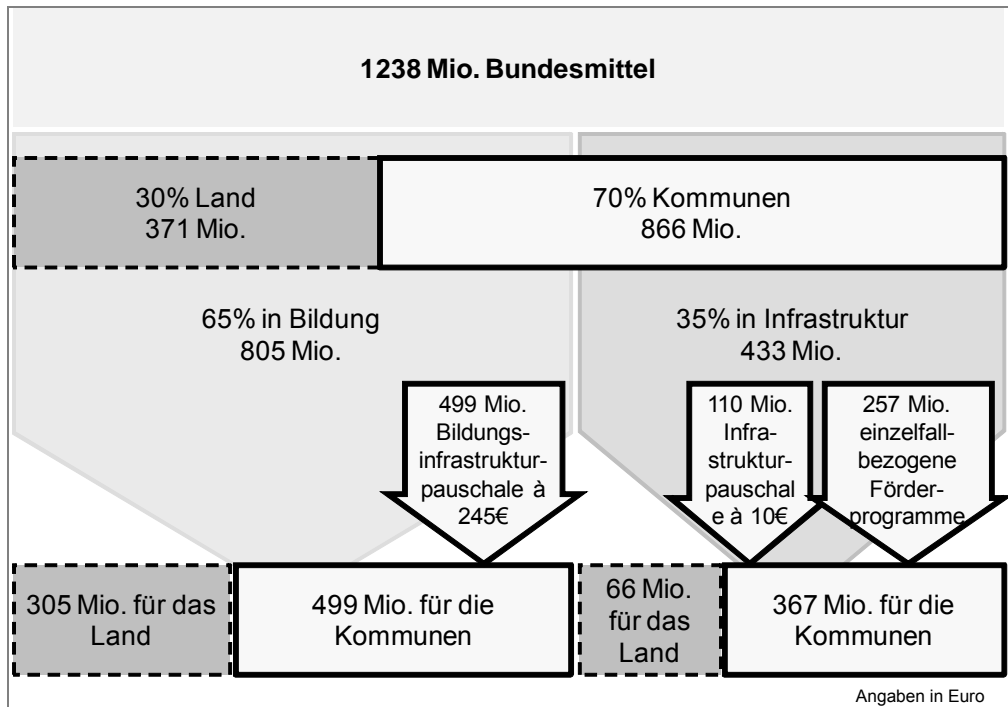 1238 Mio. Bundesmittel
30% Land
371 Mio.
70% Kommunen
866 Mio.
65% in Bildung
805 Mio.
35% in Infrastruktur
433 Mio.
499 Mio.
Bildungs-
infrastruktur-
pauschale à
245€
110 Mio.
Infra-
struktur-
pauschal
e à 10€
257 Mio.
einzelfall-
bezogene
Förder-
programme
305 Mio. für das
Land
499 Mio. für die
Kommunen
66 Mio.
für das
Land
367 Mio. für die
Kommunen
Angaben in Euro